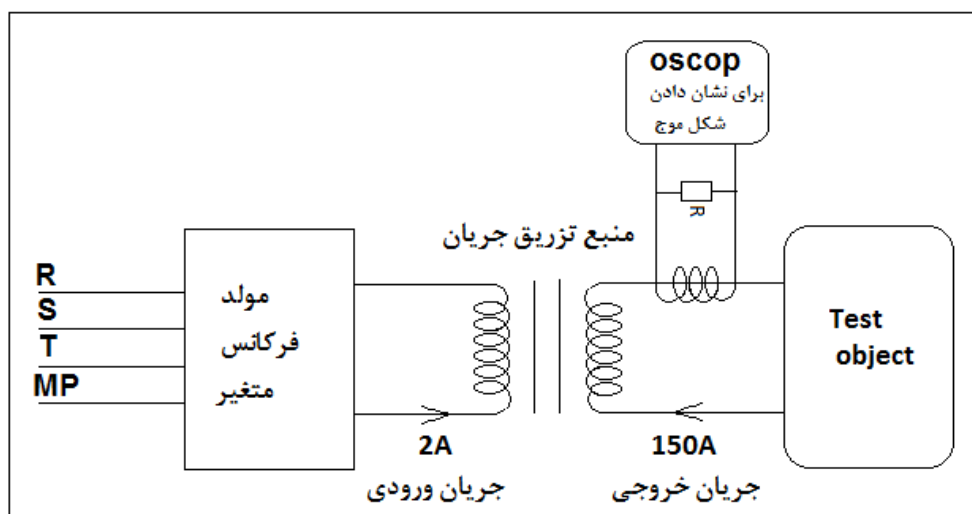 oscop
برای نشان دادن
شکل موج
R
منبع تزریق جریان
R
S
T
MP
مولد
فرکانس
متغیر
Test
object
2A
150A
جریان ورودی
جریان خروجی